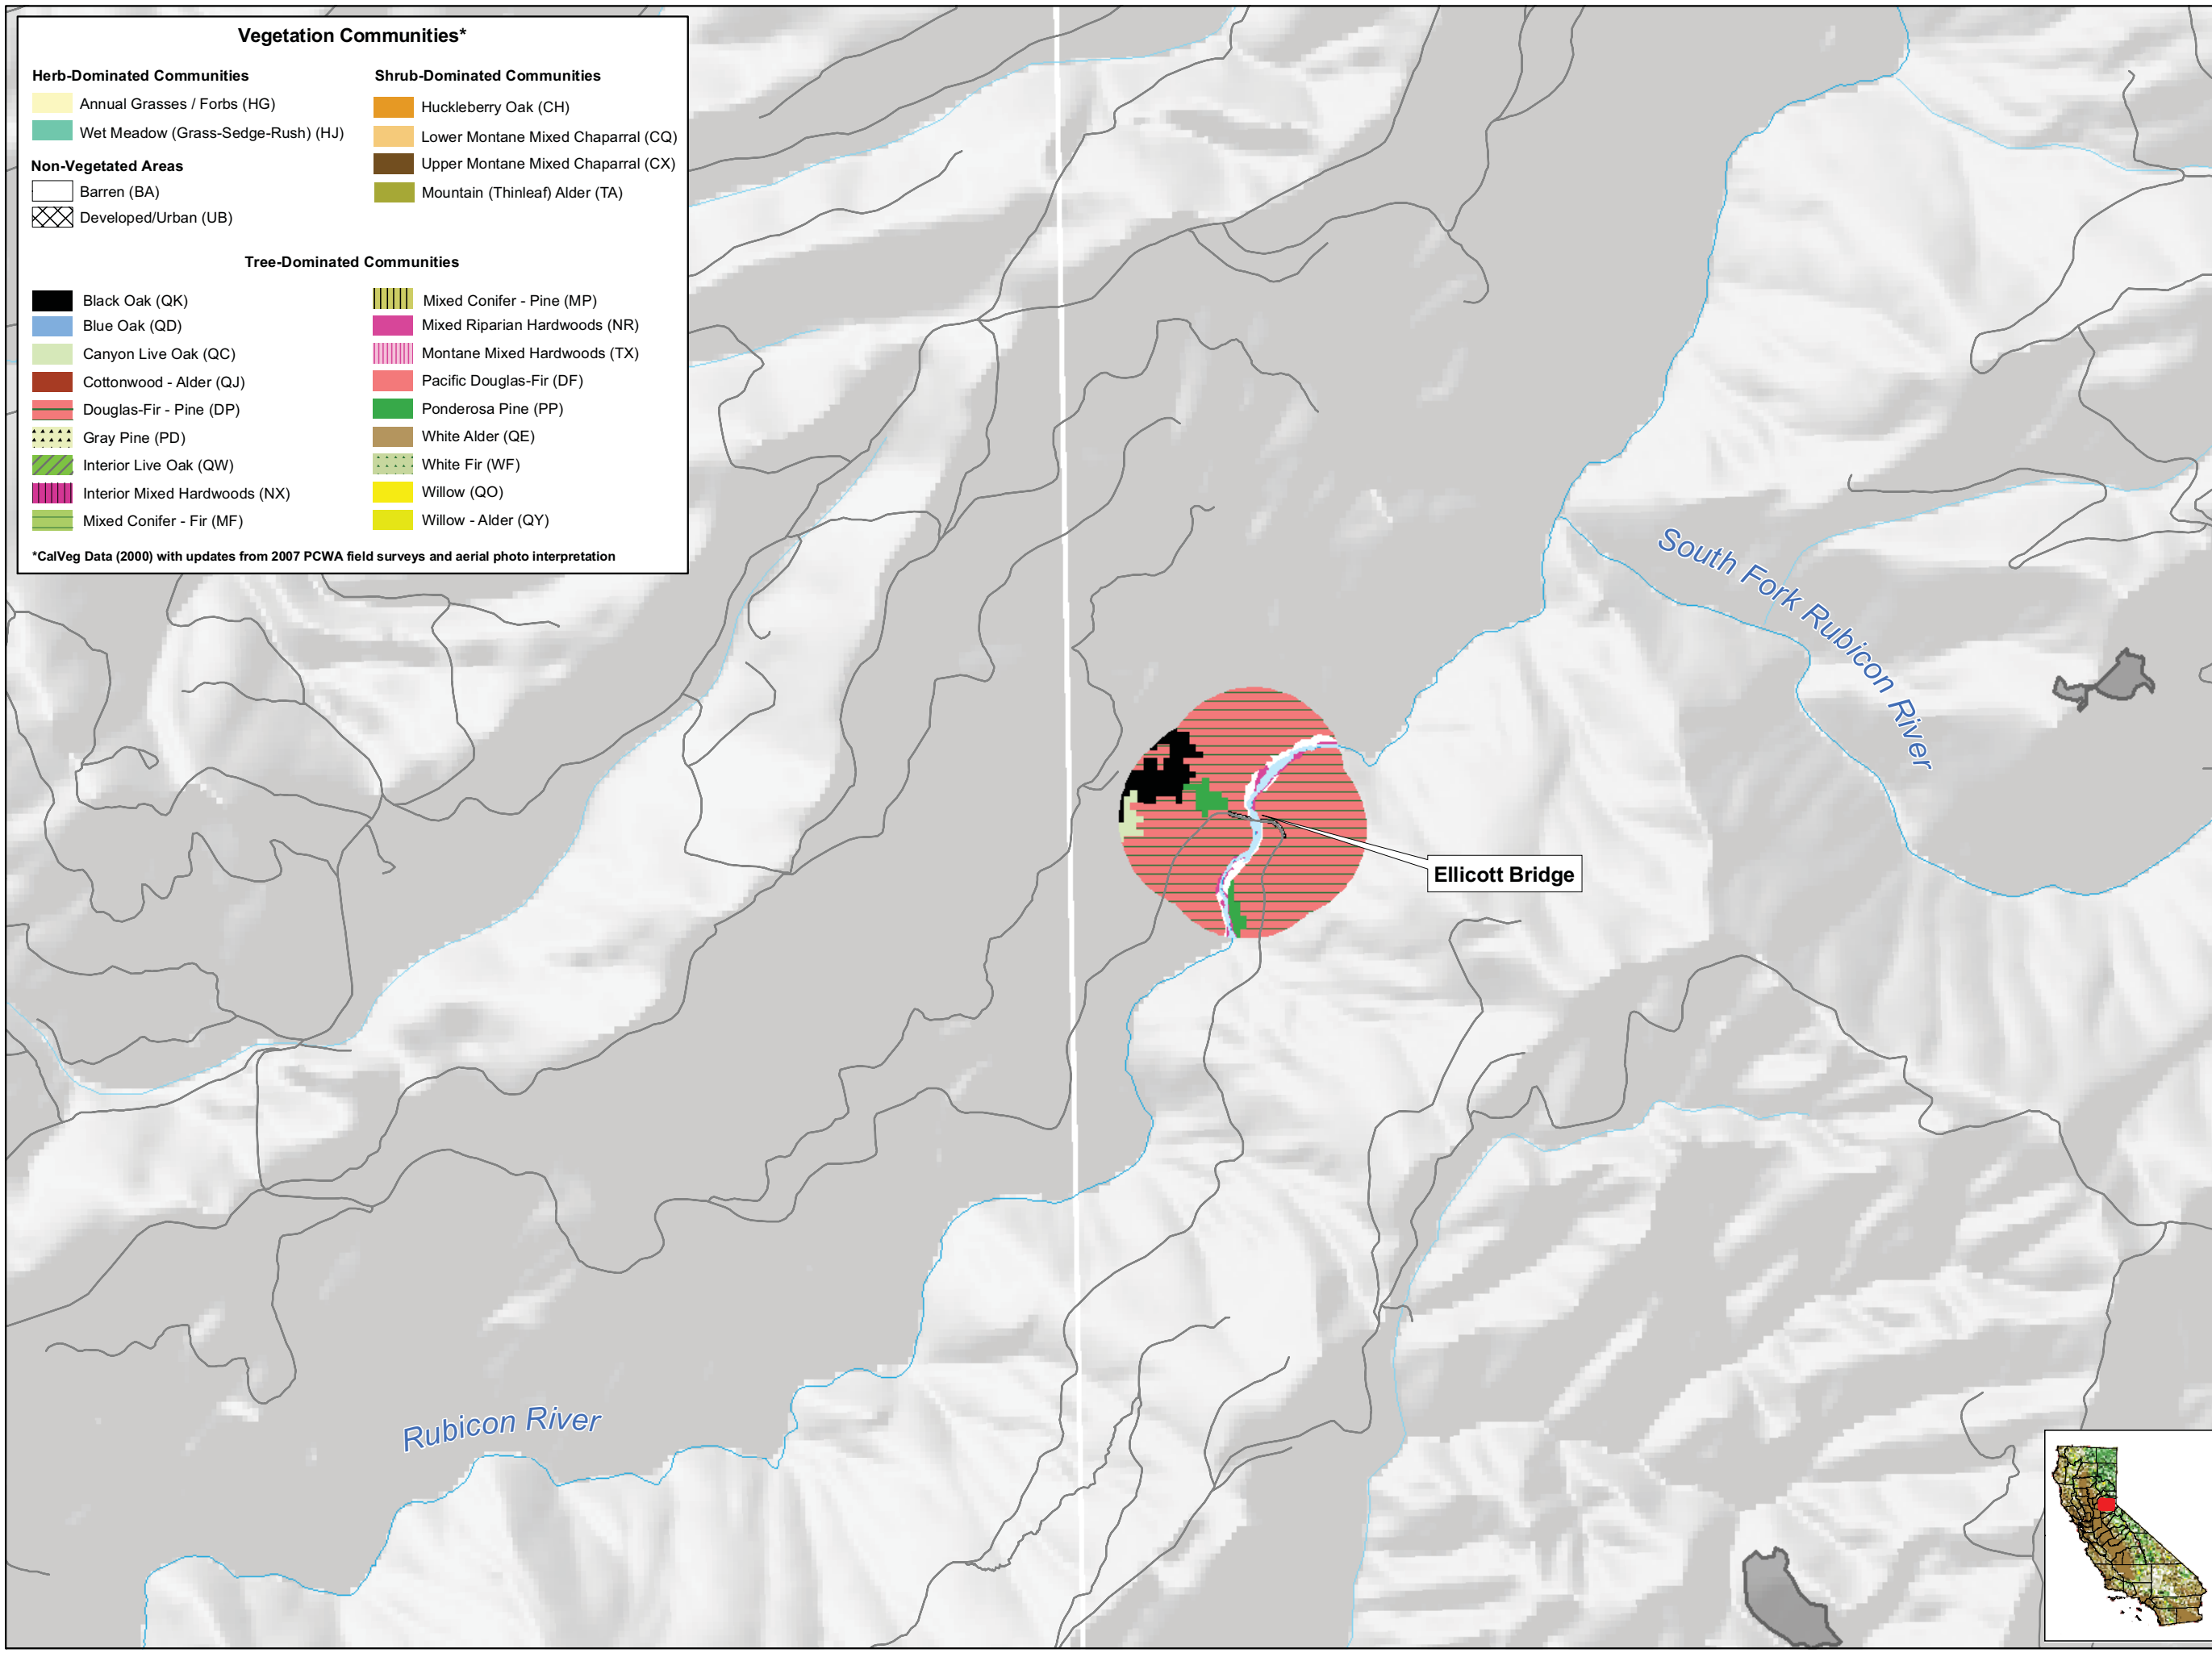 Vegetation Communities*
Herb-Dominated Communities
Annual Grasses / Forbs (HG)
Wet Meadow (Grass-Sedge-Rush) (HJ)
Non-Vegetated Areas
Barren (BA)
Developed/Urban (UB)
Shrub-Dominated Communities
Huckleberry Oak (CH)
Lower Montane Mixed Chaparral (CQ)
Upper Montane Mixed Chaparral (CX)
Mountain (Thinleaf) Alder (TA)
Tree-Dominated Communities
Black Oak (QK)
Blue Oak (QD)
Canyon Live Oak (QC)
Cottonwood - Alder (QJ)
Douglas-Fir - Pine (DP)
Gray Pine (PD)
Interior Live Oak (QW)
Interior Mixed Hardwoods (NX)
Mixed Conifer - Fir (MF)
Mixed Conifer - Pine (MP)
Mixed Riparian Hardwoods (NR)
Montane Mixed Hardwoods (TX)
Pacific Douglas-Fir (DF)
Ponderosa Pine (PP)
White Alder (QE)
White Fir (WF)
Willow (QO)
Willow - Alder (QY)
*CalVeg Data (2000) with updates from 2007 PCWA field surveys and aerial photo interpretation
South Fork Rubicon River
Ellicott Bridge
Rubicon River